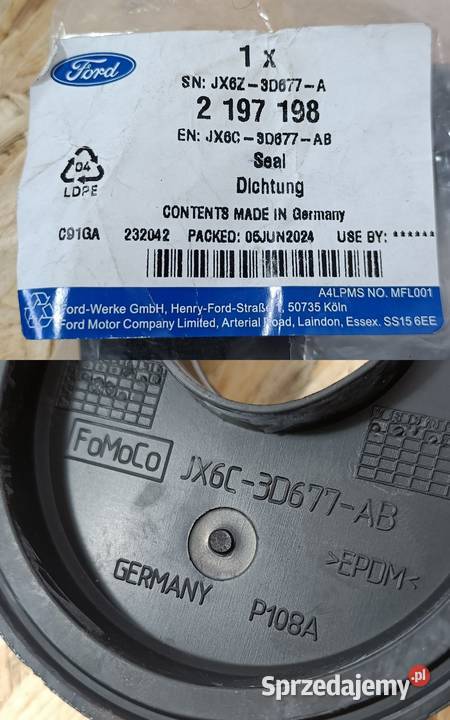 Ford
1 x
SN: JX6Z-3D677-A
2 197 198
EN: JX6C-3D677-AB
Seal
Dichtung
04
LDPE
CONTENTS MADE IN Germany
C91GA 232042 PACKED: 05JUN2024 USE BY: ******
A4LPMS NO. MFL001
Ford-Werke GmbH, Henry-Ford-Straße 1, 50735 Köln
Ford Motor Company Limited, Arterial Road, Laindon, Essex. SS15 6EE
FoMoCo
JX6C-3D677-AB
>EPDM<
GERMANY
P108A
Sprzedajemy.pl